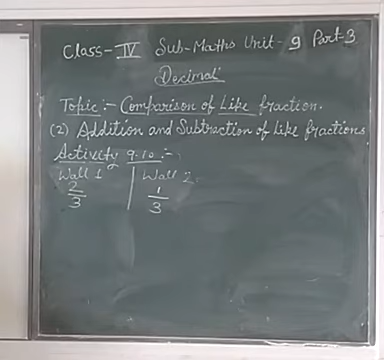 Class-IV Sub-Maths Unit-9 Part-3
Decimal
Topic:- Comparison of Like fraction.
(2) Addition and Subtraction of Like fractions
Activity 9.10:-
Wall 1 | Wall 2.
2/3 | 1/3